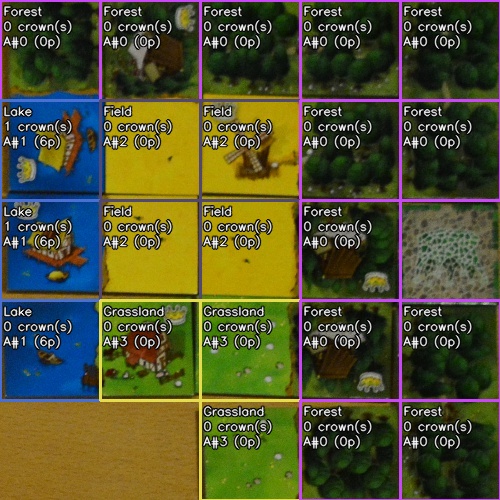 Forest
0 crown(s)
A#0 (0p)
Forest
0 crown(s)
A#0 (0p)
Forest
0 crown(s)
A#0 (0p)
Forest
0 crown(s)
A#0 (0p)
Forest
0 crown(s)
A#0 (0p)
Lake
1 crown(s)
A#1 (6p)
Field
0 crown(s)
A#2 (0p)
Field
0 crown(s)
A#2 (0p)
Forest
0 crown(s)
A#0 (0p)
Forest
0 crown(s)
A#0 (0p)
Lake
1 crown(s)
A#1 (6p)
Field
0 crown(s)
A#2 (0p)
Field
0 crown(s)
A#2 (0p)
Forest
0 crown(s)
A#0 (0p)
Lake
0 crown(s)
A#1 (6p)
Grassland
0 crown(s)
A#3 (0p)
Grassland
0 crown(s)
A#3 (0p)
Forest
0 crown(s)
A#0 (0p)
Forest
0 crown(s)
A#0 (0p)
Grassland
0 crown(s)
A#3 (0p)
Forest
0 crown(s)
A#0 (0p)
Forest
0 crown(s)
A#0 (0p)